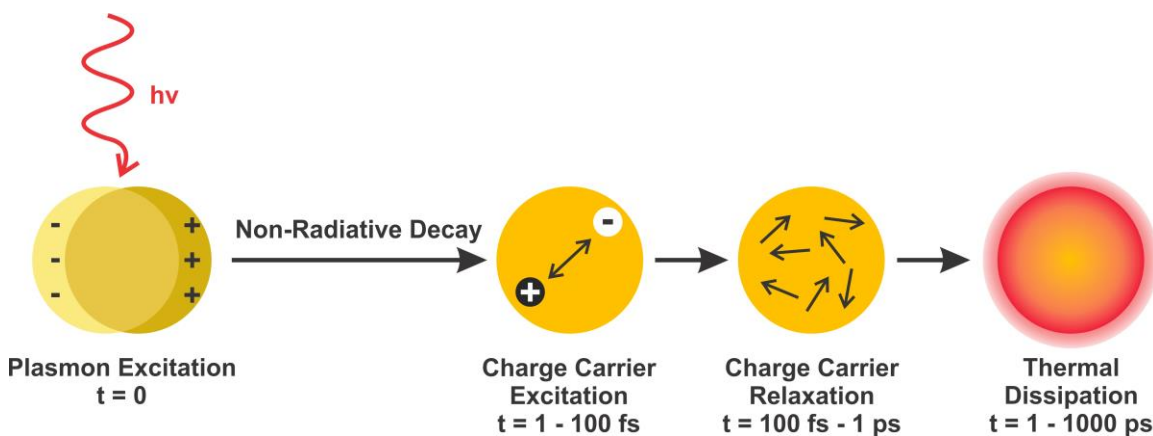 hν
-
-
-
+
+
+
Non-Radiative Decay
-
+
Plasmon Excitation
t = 0
Charge Carrier
Excitation
t = 1 - 100 fs
Charge Carrier
Relaxation
t = 100 fs - 1 ps
Thermal
Dissipation
t = 1 - 1000 ps